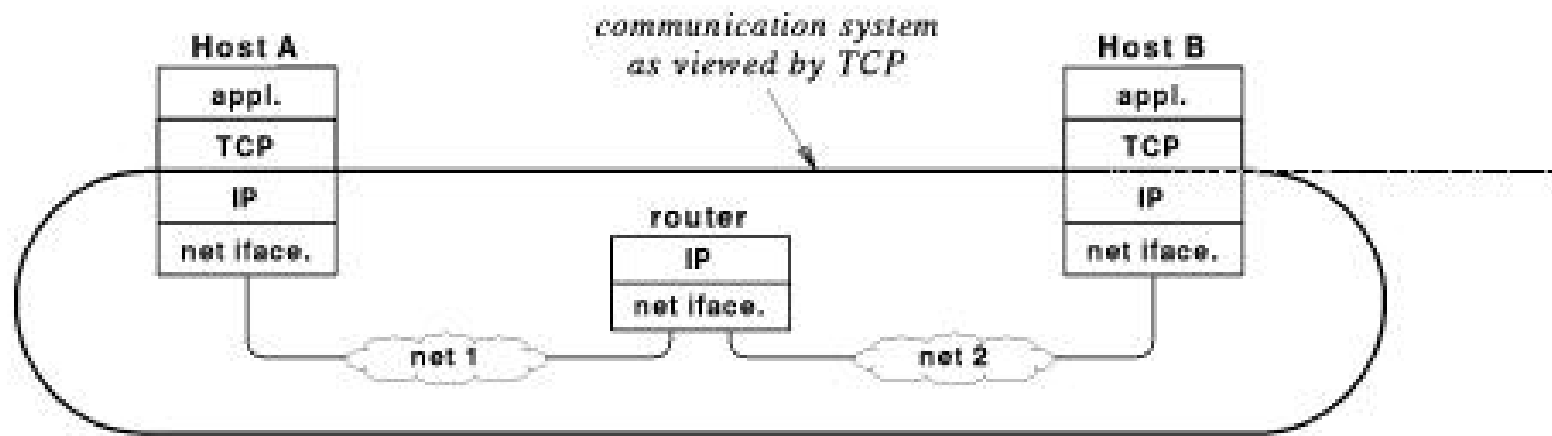 communication system
as viewed by TCP
Host A
appl.
TCP
IP
net iface.
Host B
appl.
TCP
IP
net iface.
router
IP
net iface.
net 1
net 2